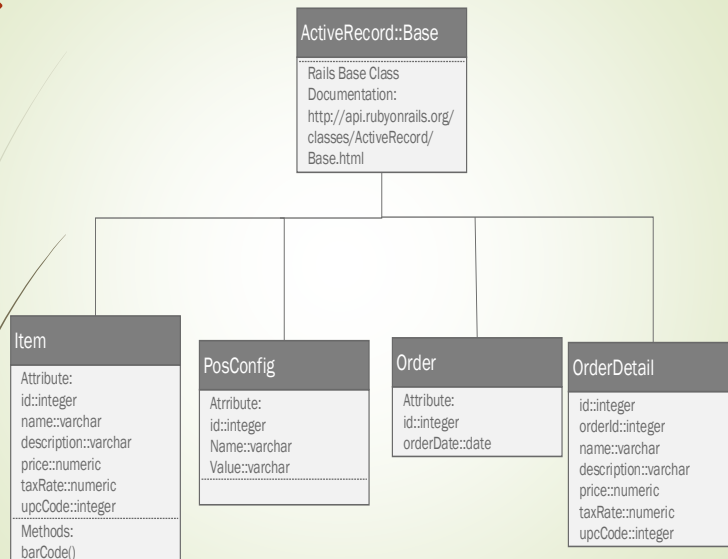 ActiveRecord::Base
Rails Base Class
Documentation:
http://api.rubyonrails.org/
classes/ActiveRecord/
Base.html
Item
Attribute:
id::integer
name::varchar
description::varchar
price::numeric
taxRate::numeric
upcCode::integer
Methods:
barCode()
PosConfig
Atrribute:
id::integer
Name::varchar
Value::varchar
Order
Attribute:
id::integer
orderDate::date
OrderDetail
id::integer
orderId::integer
name::varchar
description::varchar
price::numeric
taxRate::numeric
upcCode::integer